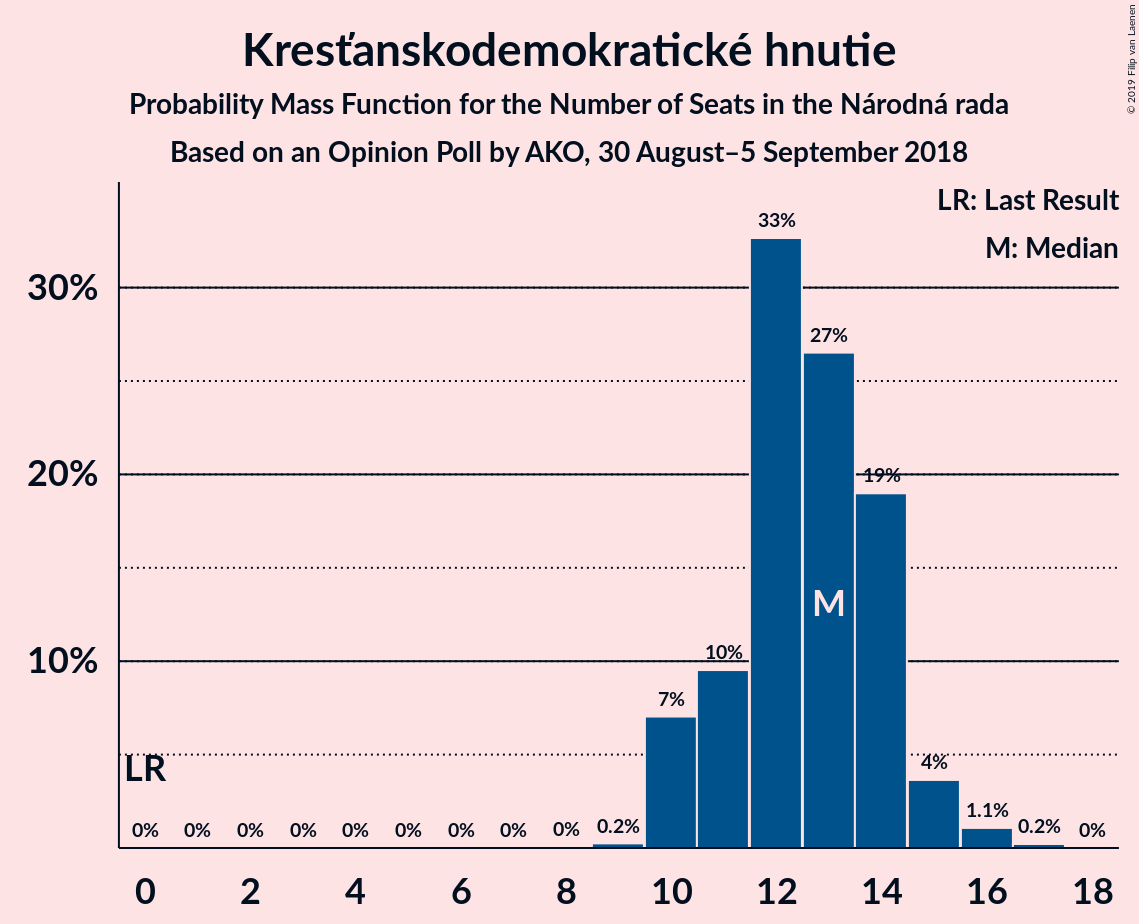 Kresťanskodemokratické hnutie
Probability Mass Function for the Number of Seats in the Národná rada
Based on an Opinion Poll by AKO, 30 August–5 September 2018
© 2019 Filip van Laenen
LR: Last Result
M: Median
33%
30%
27%
20%
19%
M
10%
10%
7%
LR
4%
0% 0% 0% 0% 0% 0% 0% 0% 0% 0.2% 1.1% 0.2% 0%
0 2 4 6 8 10 12 14 16 18